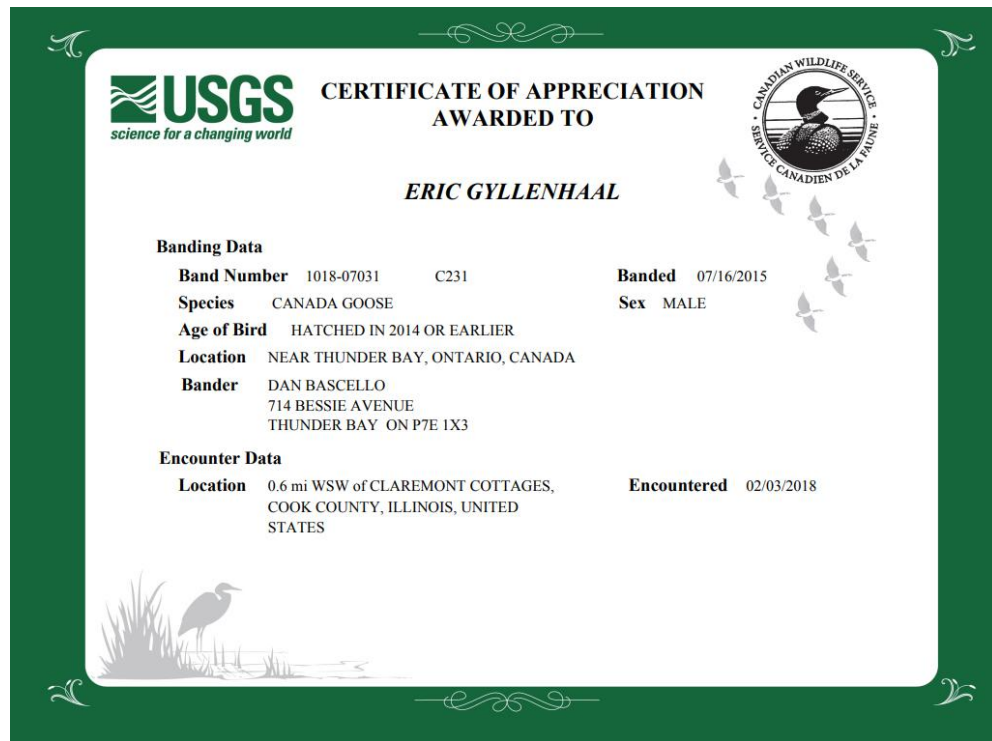 USGS
science for a changing world
CERTIFICATE OF APPRECIATION
AWARDED TO
CANADIAN WILDLIFE SERVICE • SERVICE CANADIEN DE LA FAUNE •
ERIC GYLLENHAAL
Banding Data
Band Number 1018-07031 C231 Banded 07/16/2015
Species CANADA GOOSE Sex MALE
Age of Bird HATCHED IN 2014 OR EARLIER
Location NEAR THUNDER BAY, ONTARIO, CANADA
Bander DAN BASCELLO
714 BESSIE AVENUE
THUNDER BAY ON P7E 1X3
Encounter Data
Location 0.6 mi WSW of CLAREMONT COTTAGES, Encountered 02/03/2018
COOK COUNTY, ILLINOIS, UNITED
STATES